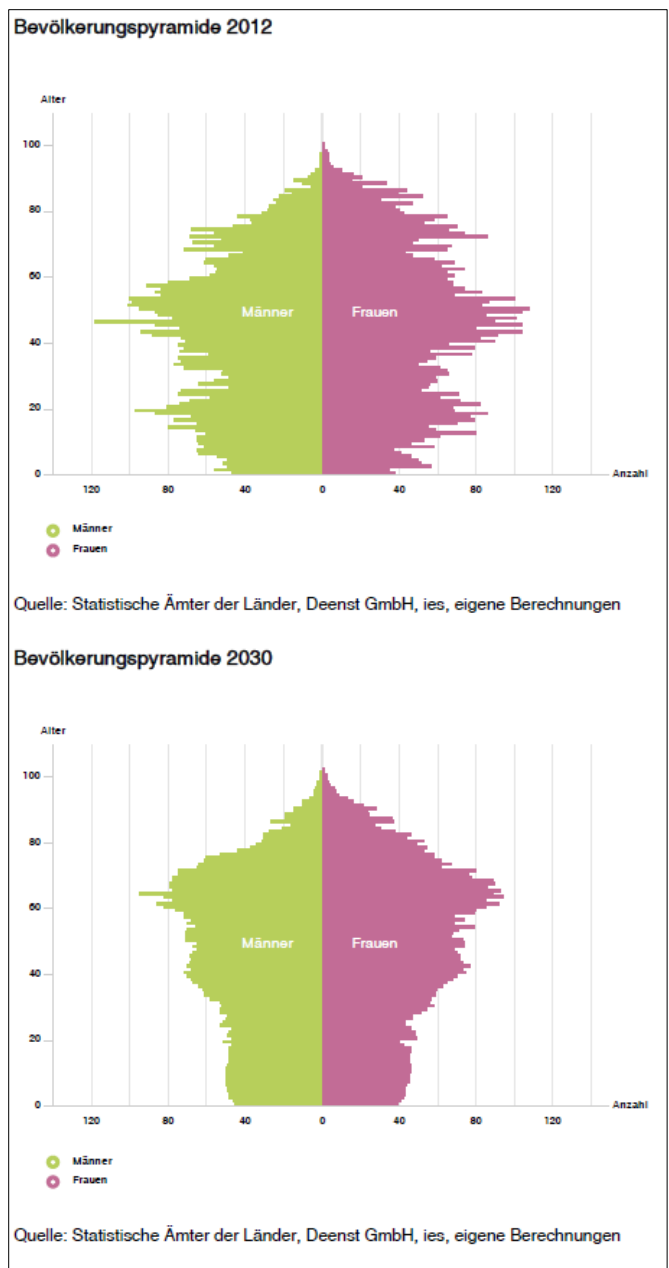 Bevölkerungspyramide 2012
Alter
100
80
60
Männer Frauen
40
20
0 Anzahl
120 80 40 0 40 80 120
Männer
Frauen
Quelle: Statistische Ämter der Länder, Deenst GmbH, ies, eigene Berechnungen
Bevölkerungspyramide 2030
Alter
100
80
60
Männer Frauen
40
20
0 Anzahl
120 80 40 0 40 80 120
Männer
Frauen
Quelle: Statistische Ämter der Länder, Deenst GmbH, ies, eigene Berechnungen